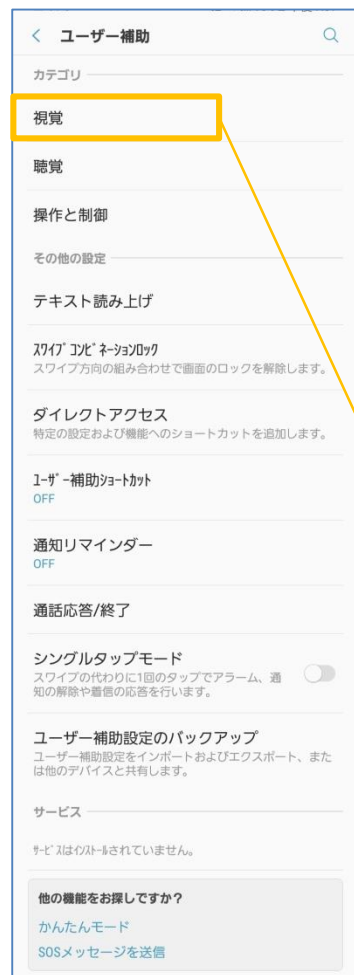 ユーザー補助
カテゴリ
視覚
聴覚
操作と制御
その他の設定
テキスト読み上げ
ｽﾜｲﾌﾟ ｺﾝﾋﾞﾈｰｼｮﾝﾛｯｸ
スワイプ方向の組み合わせで画面のロックを解除します。
ダイレクトアクセス
特定の設定および機能へのショートカットを追加します。
ﾕｰｻﾞｰ補助ｼｮｰﾄｶｯﾄ
OFF
通知リマインダー
OFF
通話応答/終了
シングルタップモード
スワイプの代わりに1回のタップでアラーム、通
知の解除や着信の応答を行います。
ユーザー補助設定のバックアップ
ユーザー補助設定をインポートおよびエクスポート、また
は他のデバイスと共有します。
サービス
ｻｰﾋﾞｽはｲﾝｽﾄｰﾙされていません。
他の機能をお探しですか？
かんたんモード
SOSメッセージを送信